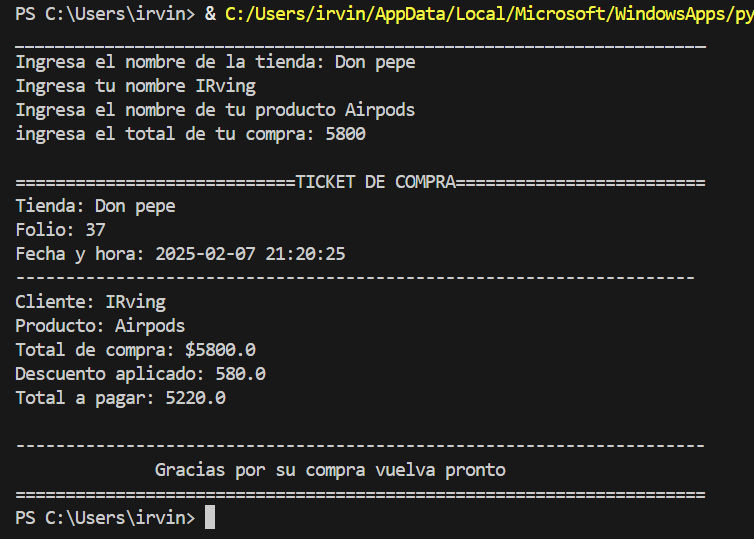 PS C:\Users\irvin> & C:/Users/irvin/AppData/Local/Microsoft/WindowsApps/py
_____________________________________________________________________
Ingresa el nombre de la tienda: Don pepe
Ingresa tu nombre IRving
Ingresa el nombre de tu producto Airpods
ingresa el total de tu compra: 5800
============================TICKET DE COMPRA=========================
Tienda: Don pepe
Folio: 37
Fecha y hora: 2025-02-07 21:20:25
--------------------------------------------------------------------
Cliente: IRving
Producto: Airpods
Total de compra: $5800.0
Descuento aplicado: 580.0
Total a pagar: 5220.0
---------------------------------------------------------------------
Gracias por su compra vuelva pronto
=====================================================================
PS C:\Users\irvin>